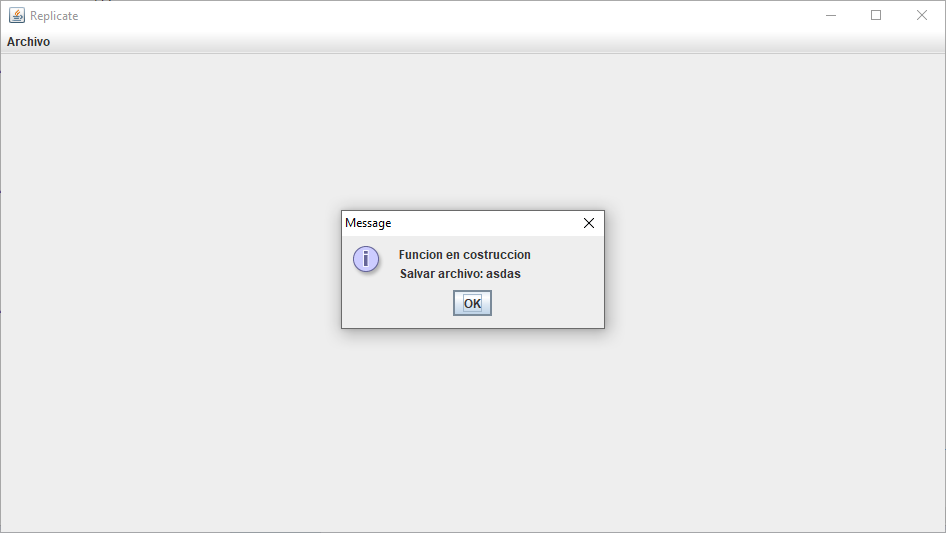 Replicate
Archivo
Message
Funcion en costruccion
Salvar archivo: asdas
OK